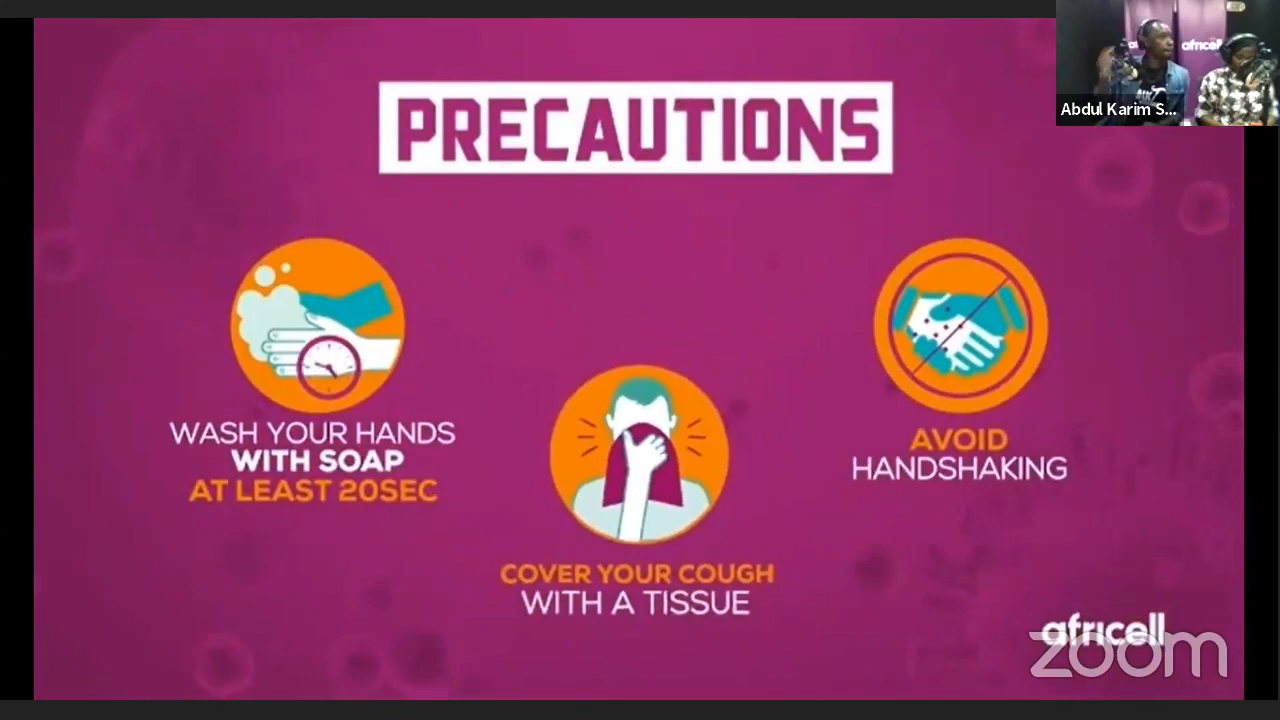 PRECAUTIONS
Abdul Karim S...
africell
WASH YOUR HANDS
WITH SOAP
AT LEAST 20SEC
COVER YOUR COUGH
WITH A TISSUE
AVOID
HANDSHAKING
africell
zoom